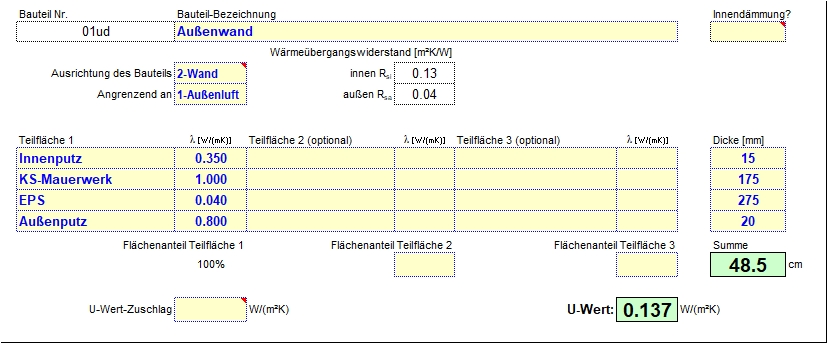 Bauteil Nr. Bauteil-Bezeichnung Innendämmung?
01ud Außenwand
Wärmeübergangswiderstand [m²K/W]
Ausrichtung des Bauteils 2-Wand innen Rsi 0.13
Angrenzend an 1-Außenluft außen Rsa 0.04
Teilfläche 1 λ [W/(mK)] Teilfläche 2 (optional) λ [W/(mK)] Teilfläche 3 (optional) λ [W/(mK)] Dicke [mm]
Innenputz 0.350 15
KS-Mauerwerk 1.000 175
EPS 0.040 275
Außenputz 0.800 20
Flächenanteil Teilfläche 1 Flächenanteil Teilfläche 2 Flächenanteil Teilfläche 3 Summe
100% 48.5 cm
U-Wert-Zuschlag W/(m²K) U-Wert: 0.137 W/(m²K)